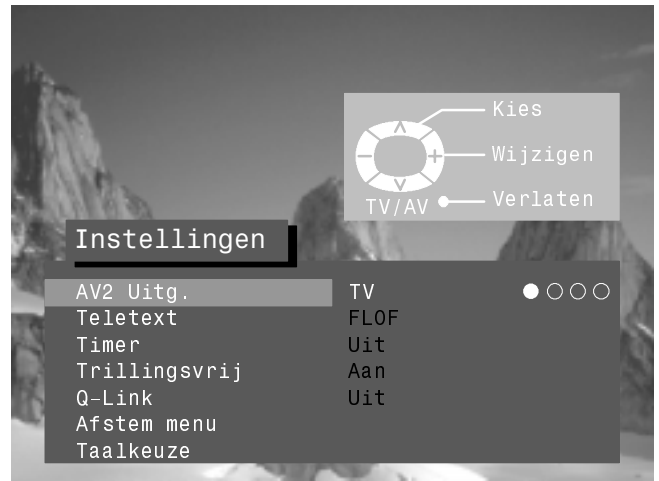 Kies
Wijzigen
TV/AV Verlaten
Instellingen
AV2 Uitg. TV
Teletext FLOF
Timer Uit
Trillingsvrij Aan
Q-Link Uit
Afstem menu
Taalkeuze